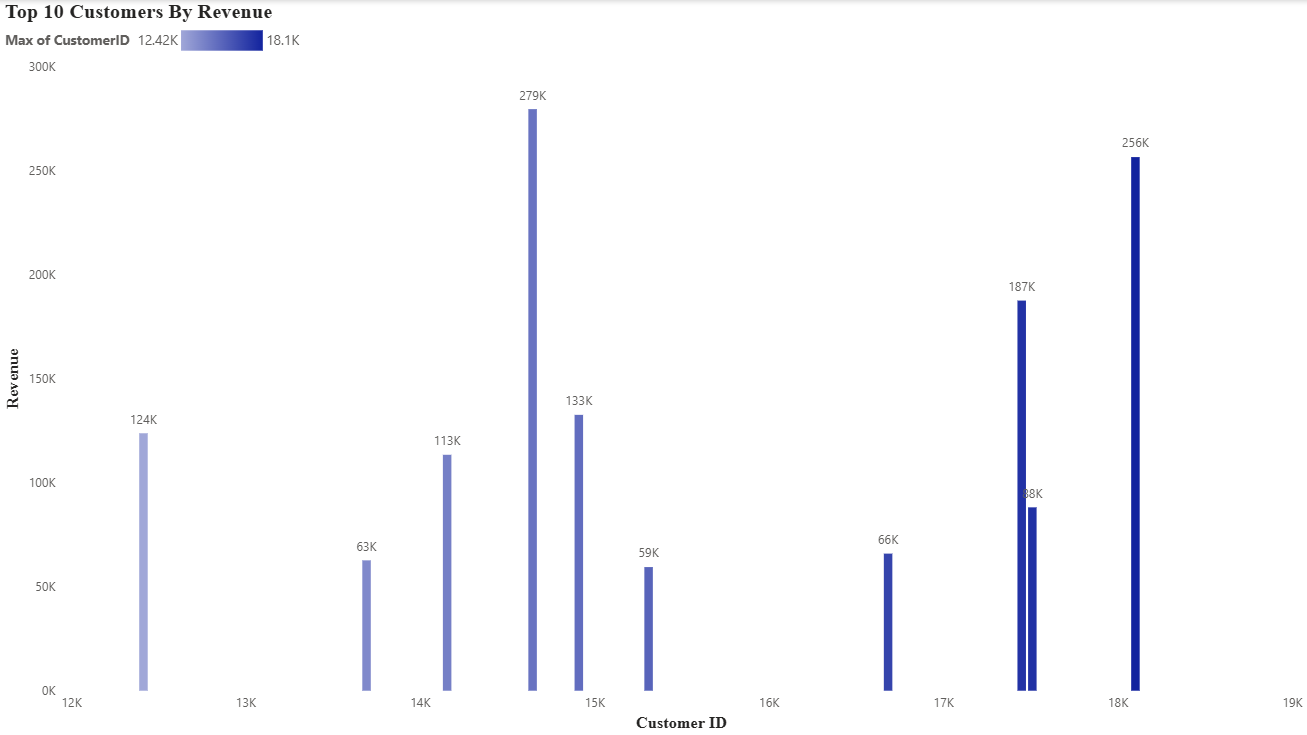 Top 10 Customers By Revenue
Max of CustomerID 12.42K 18.1K
300K
250K
200K
150K
100K
50K
0K
Revenue
124K
63K
113K
279K
133K
59K
66K
187K
88K
256K
12K 13K 14K 15K 16K 17K 18K 19K
Customer ID